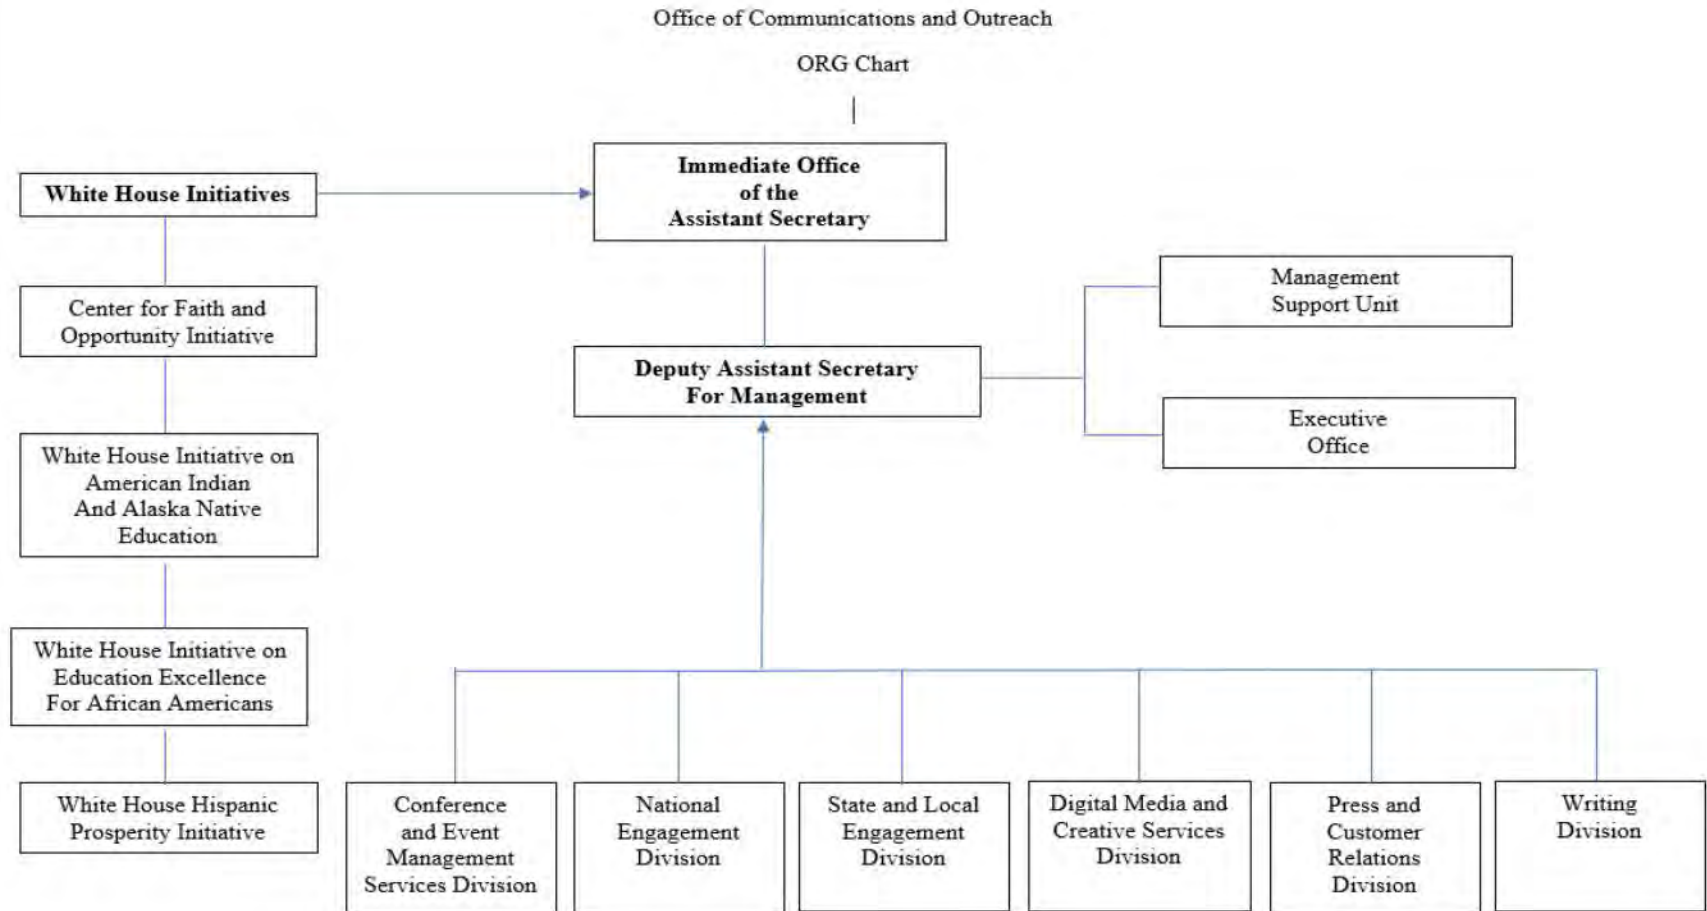 Office of Communications and Outreach
ORG Chart
Immediate Office
of the
Assistant Secretary
White House Initiatives
Center for Faith and
Opportunity Initiative
White House Initiative on
American Indian
And Alaska Native
Education
White House Initiative on
Education Excellence
For African Americans
White House Hispanic
Prosperity Initiative
Deputy Assistant Secretary
For Management
Management
Support Unit
Executive
Office
Conference
and Event
Management
Services Division
National
Engagement
Division
State and Local
Engagement
Division
Digital Media and
Creative Services
Division
Press and
Customer
Relations
Division
Writing
Division